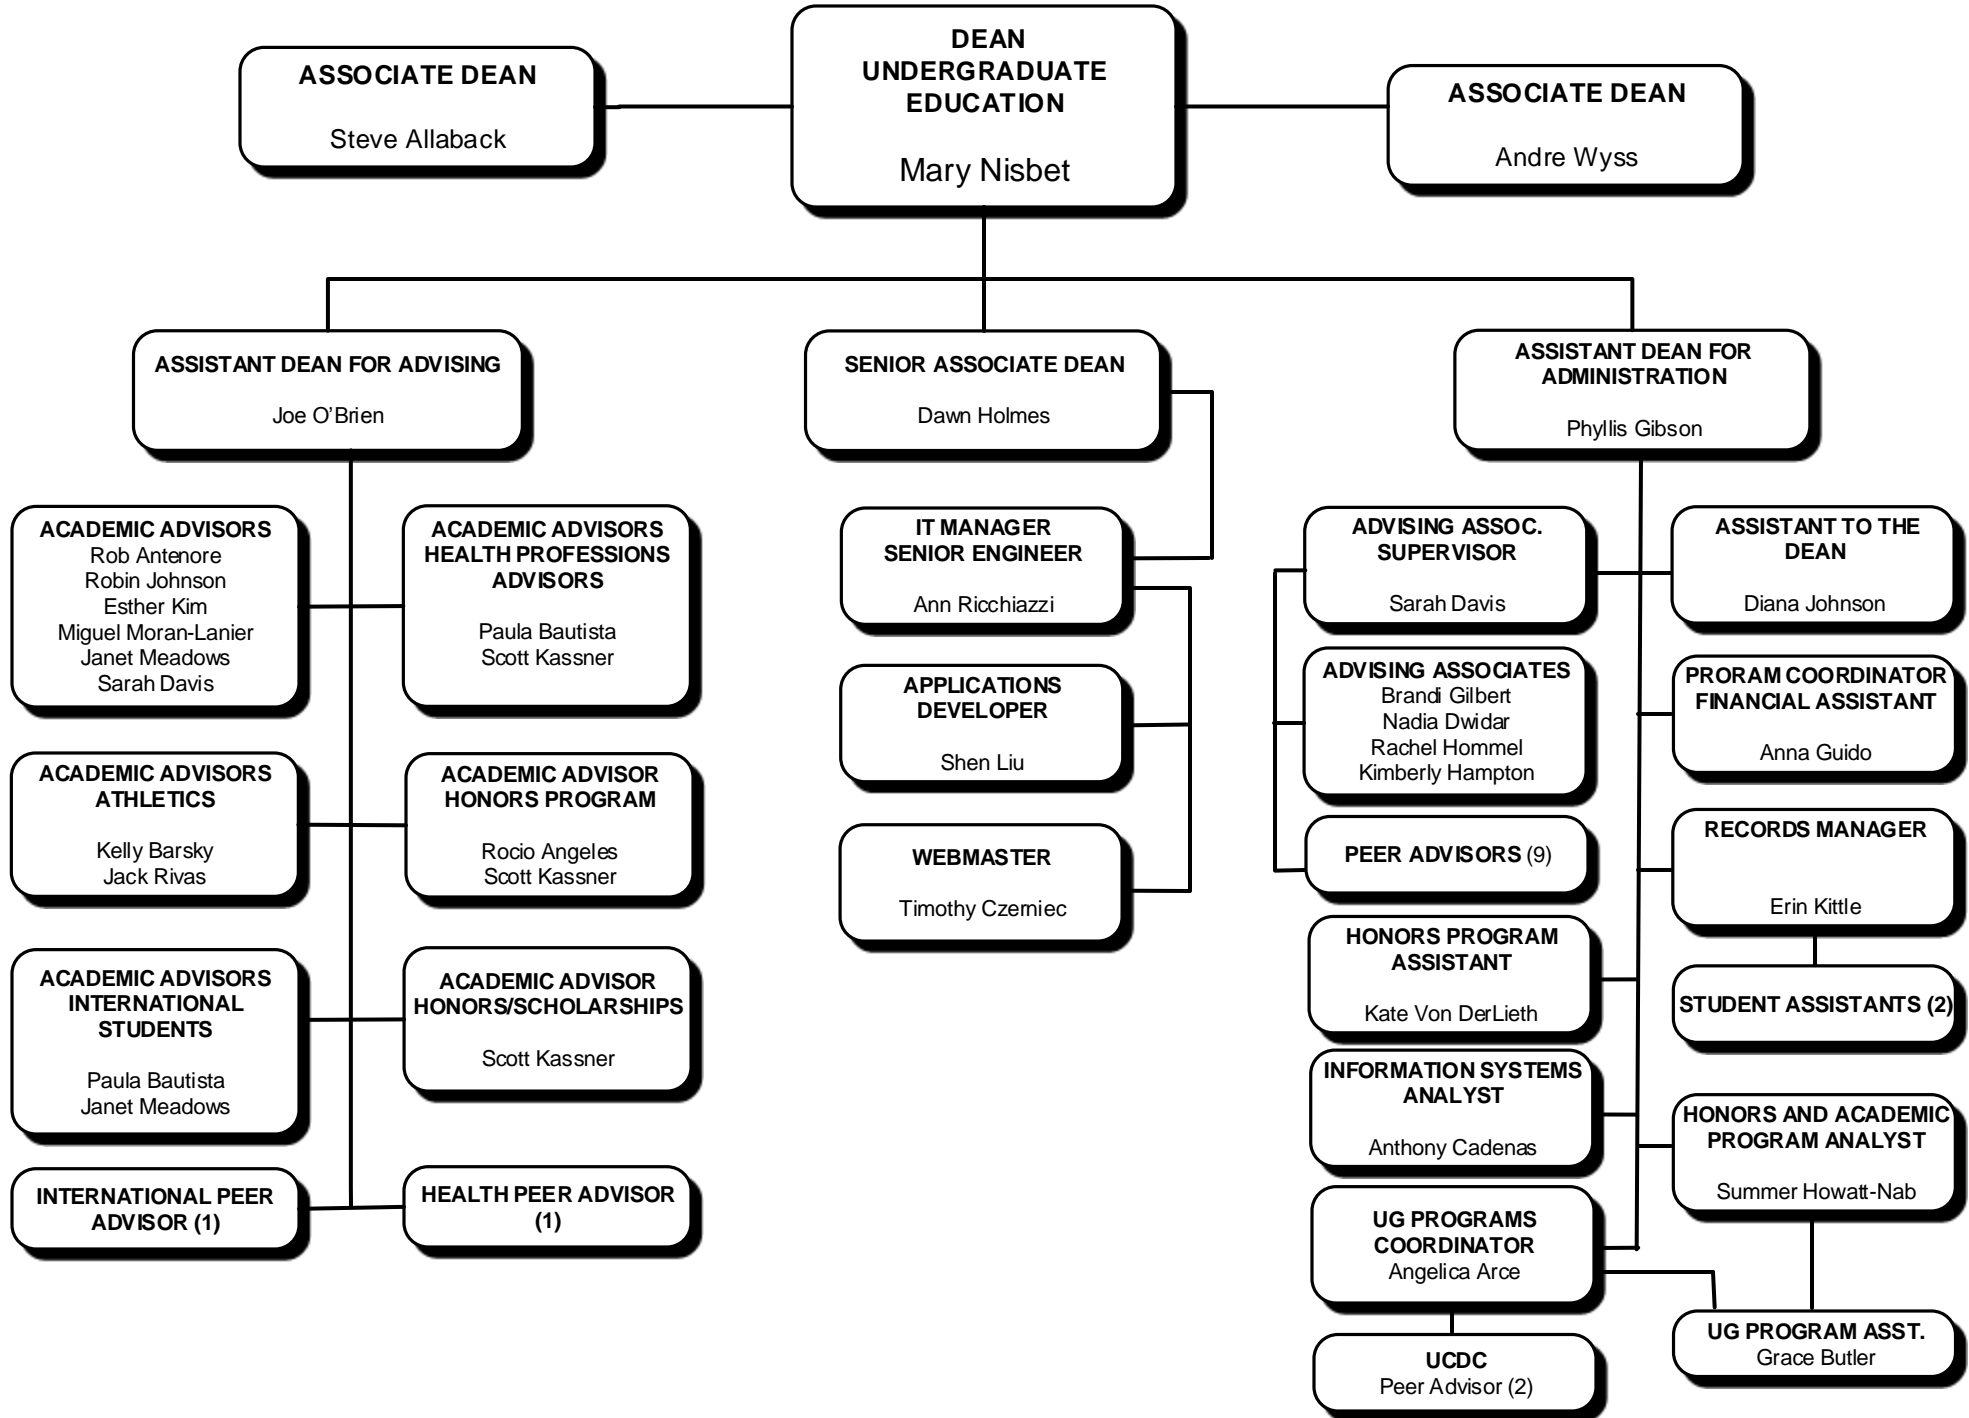 DEAN
UNDERGRADUATE
EDUCATION
Mary Nisbet
ASSOCIATE DEAN
Steve Allaback
ASSOCIATE DEAN
Andre Wyss
ASSISTANT DEAN FOR ADVISING
Joe O'Brien
ACADEMIC ADVISORS
Rob Antenore
Robin Johnson
Esther Kim
Miguel Moran-Lanier
Janet Meadows
Sarah Davis
ACADEMIC ADVISORS
HEALTH PROFESSIONS
ADVISORS
Paula Bautista
Scott Kassner
ACADEMIC ADVISORS
ATHLETICS
Kelly Barsky
Jack Rivas
ACADEMIC ADVISOR
HONORS PROGRAM
Rocio Angeles
Scott Kassner
ACADEMIC ADVISORS
INTERNATIONAL
STUDENTS
Paula Bautista
Janet Meadows
ACADEMIC ADVISOR
HONORS/SCHOLARSHIPS
Scott Kassner
INTERNATIONAL PEER
ADVISOR (1)
HEALTH PEER ADVISOR
(1)
SENIOR ASSOCIATE DEAN
Dawn Holmes
IT MANAGER
SENIOR ENGINEER
Ann Ricchiazzi
APPLICATIONS
DEVELOPER
Shen Liu
WEBMASTER
Timothy Czerniec
ASSISTANT DEAN FOR
ADMINISTRATION
Phyllis Gibson
ADVISING ASSOC.
SUPERVISOR
Sarah Davis
ASSISTANT TO THE
DEAN
Diana Johnson
ADVISING ASSOCIATES
Brandi Gilbert
Nadia Dwidar
Rachel Hommel
Kimberly Hampton
PRORAM COORDINATOR
FINANCIAL ASSISTANT
Anna Guido
PEER ADVISORS (9)
RECORDS MANAGER
Erin Kittle
HONORS PROGRAM
ASSISTANT
Kate Von DerLieth
STUDENT ASSISTANTS (2)
INFORMATION SYSTEMS
ANALYST
Anthony Cadenas
HONORS AND ACADEMIC
PROGRAM ANALYST
Summer Howatt-Nab
UG PROGRAMS
COORDINATOR
Angelica Arce
UG PROGRAM ASST.
Grace Butler
UCDC
Peer Advisor (2)